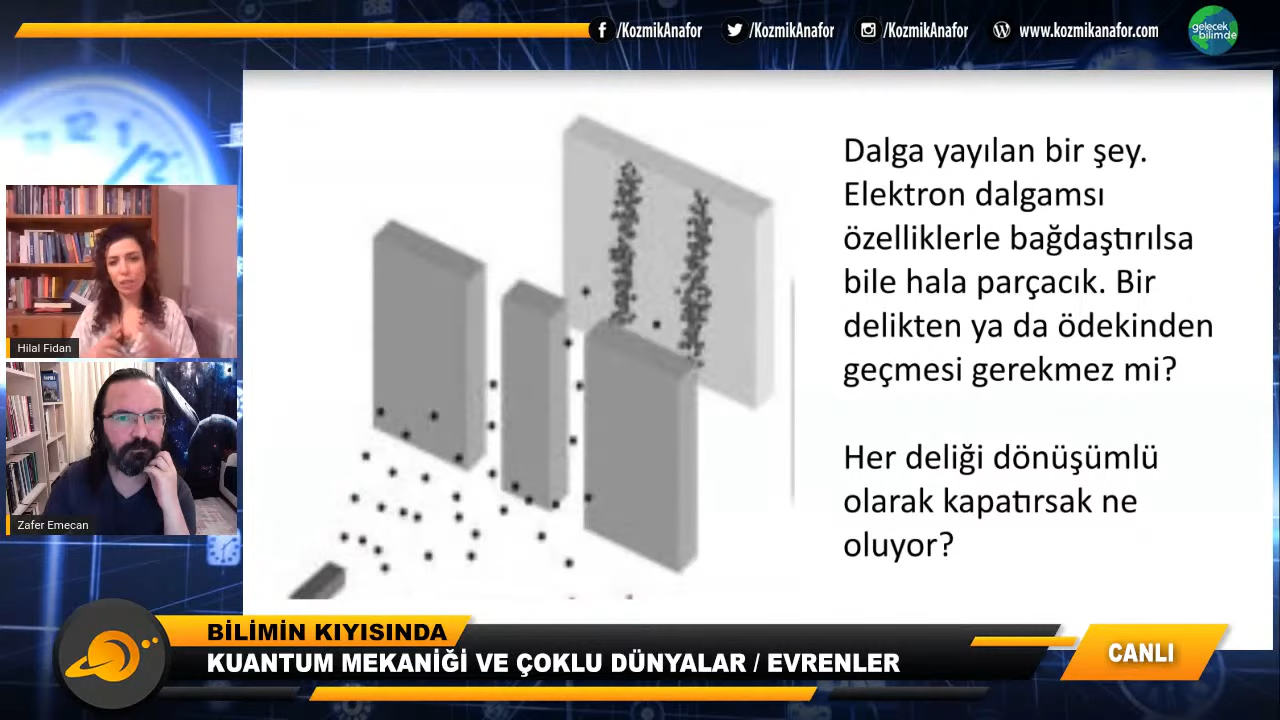 /KozmikAnafor
/KozmikAnafor
/KozmikAnafor
www.kozmikanafor.com
gelecek
bilimde
Dalga yayılan bir şey.
Elektron dalgamsı
özelliklerle bağdaştırılsa
bile hala parçacık. Bir
delikten ya da ödekinden
geçmesi gerekmez mi?
Her deliği dönüşümlü
olarak kapatırsak ne
oluyor?
Hilal Fidan
Zafer Emecan
BİLİMİN KIYISINDA
KUANTUM MEKANİĞİ VE ÇOKLU DÜNYALAR / EVRENLER
CANLI